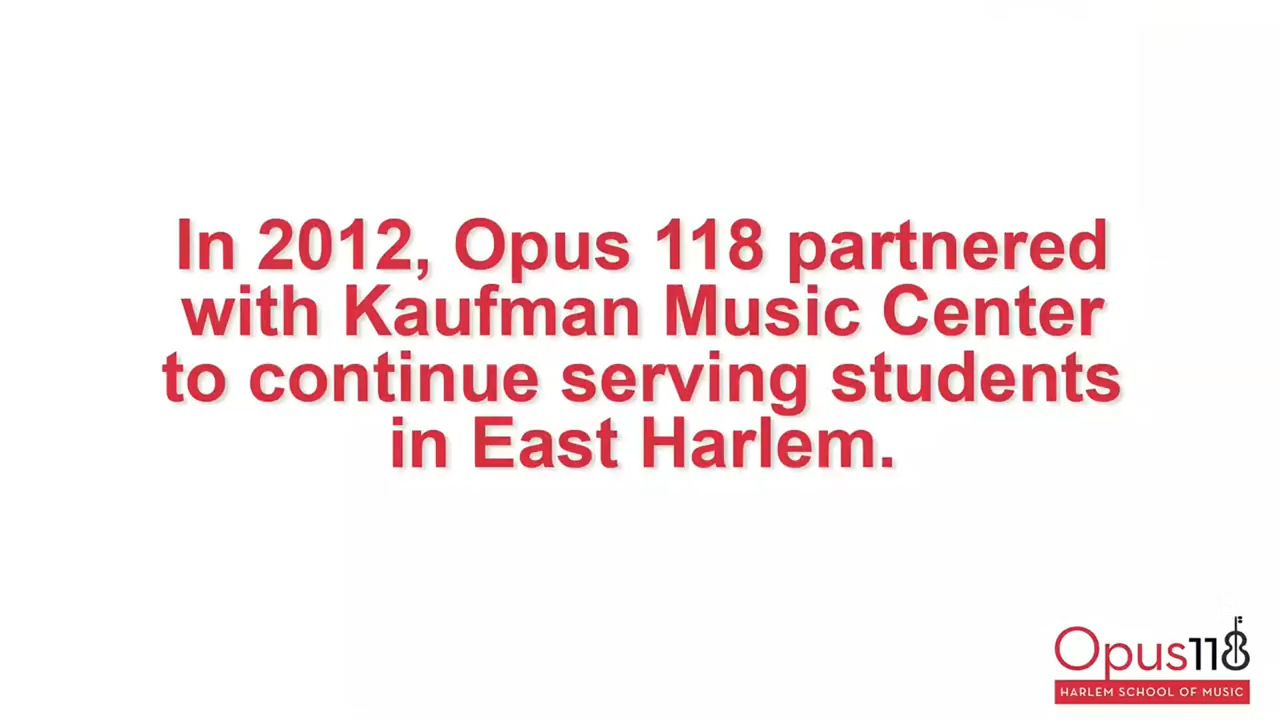 In 2012, Opus 118 partnered
with Kaufman Music Center
to continue serving students
in East Harlem.
Opus118
HARLEM SCHOOL OF MUSIC